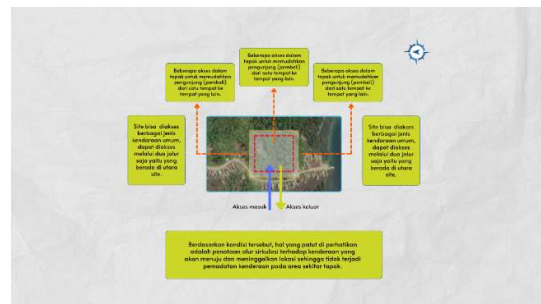 Beberapa akses dalam
tapak untuk memudahkan
pengunjung (pembeli)
dari satu tempat ke
tempat yang lain.
Beberapa akses dalam
tapak untuk memudahkan
pengunjung (pembeli)
dari satu tempat ke
tempat yang lain.
Beberapa akses dalam
tapak untuk memudahkan
pengunjung (pembeli)
dari satu tempat ke
tempat yang lain.
Site bisa diakses
berbagai jenis
kendaraan umum,
dapat diakses
melalui dua jalur
saja yaitu yang
berada di utara
site.
Site bisa diakses
berbagai jenis
kendaraan umum,
dapat diakses
melalui dua jalur
saja yaitu yang
berada di utara
site.
Akses masuk
Akses keluar
Berdasarkan kondisi tersebut, hal yang patut di perhatikan
adalah penataan alur sirkulasi terhadap kenderaan yang
akan menuju dan meninggalkan lokasi sehingga tidak terjadi
pemadatan kenderaan pada area sekitar tapak.